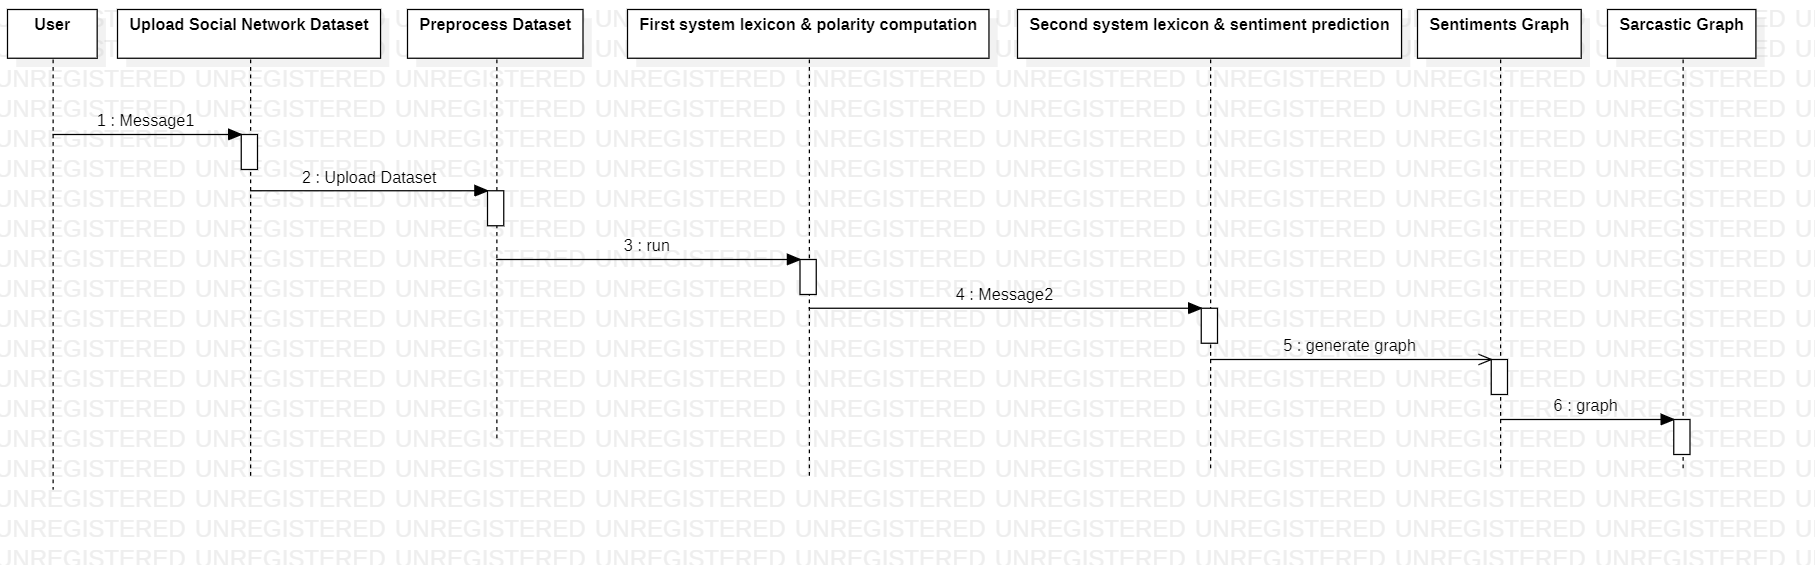 User
Upload Social Network Dataset
Preprocess Dataset
First system lexicon & polarity computation
Second system lexicon & sentiment prediction
Sentiments Graph
Sarcastic Graph
1 : Message1
2 : Upload Dataset
3 : run
4 : Message2
5 : generate graph
6 : graph
UNREGISTERED